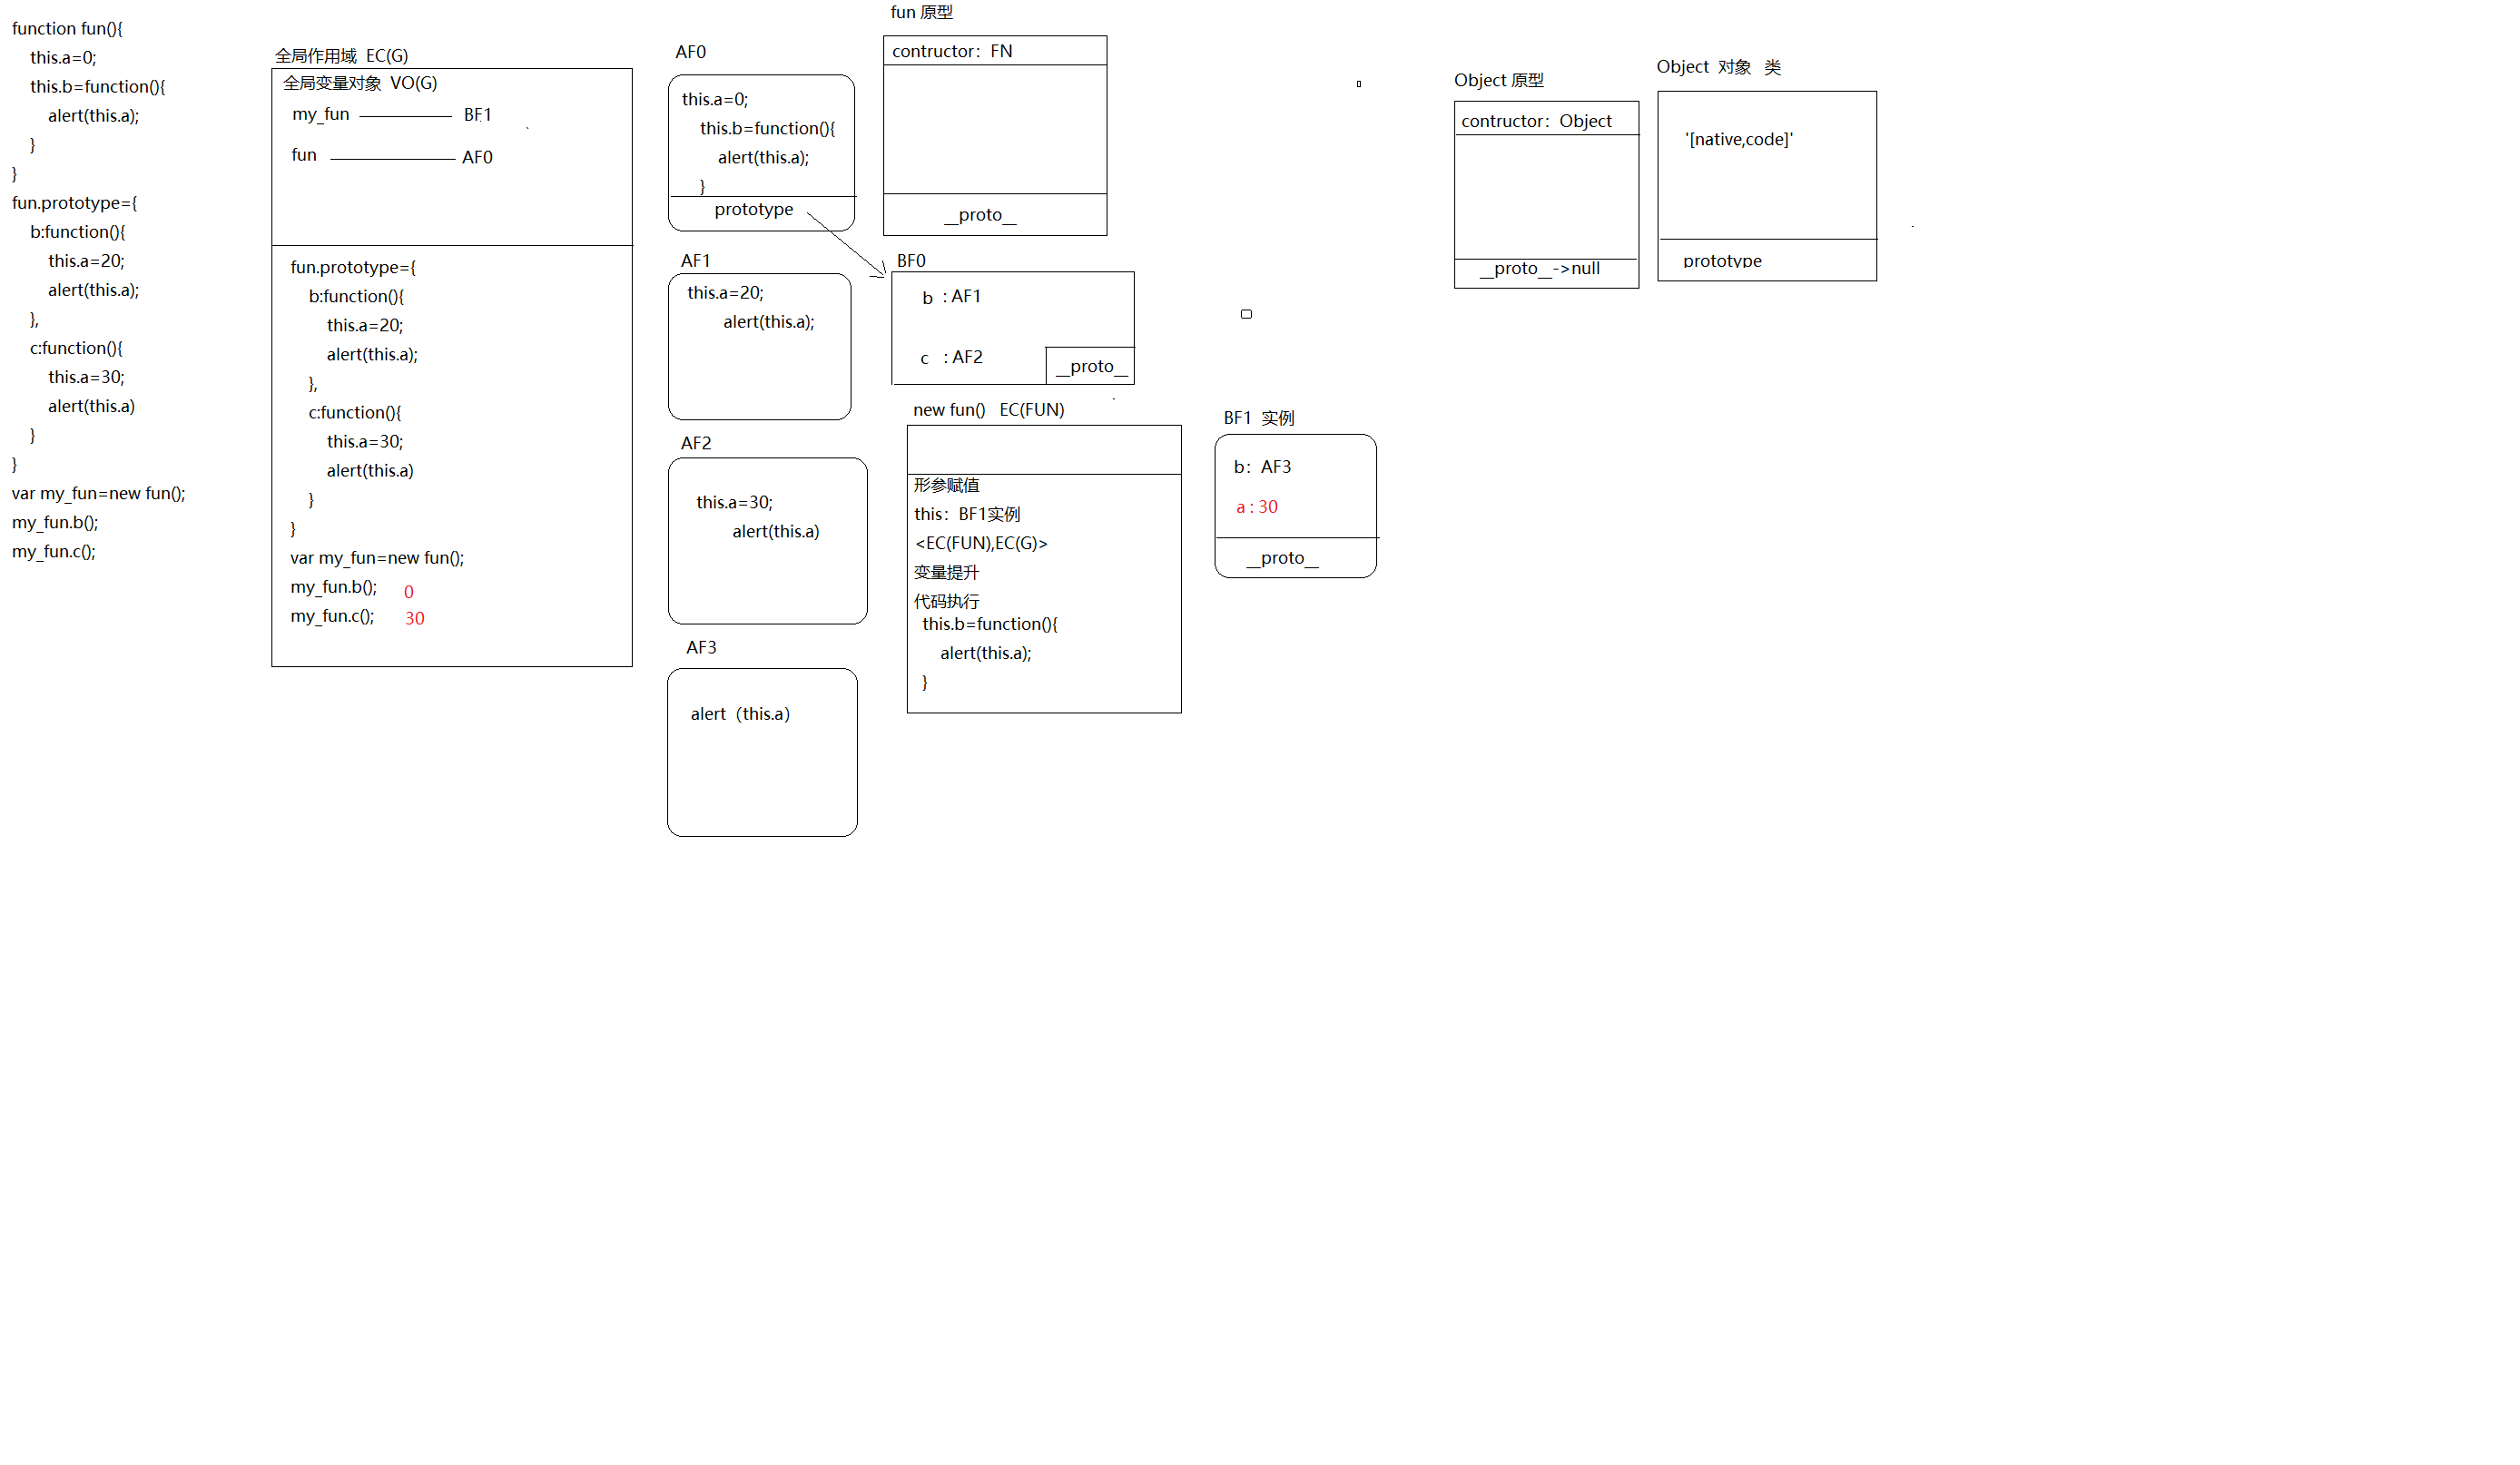 function fun(){
this.a=0;
this.b=function(){
alert(this.a);
}
}
fun.prototype={
b:function(){
this.a=20;
alert(this.a);
},
c:function(){
this.a=30;
alert(this.a)
}
}
var my_fun=new fun();
my_fun.b();
my_fun.c();
全局作用域 EC(G)
全局变量对象 VO(G)
my_fun BF1
fun AF0
fun.prototype={
b:function(){
this.a=20;
alert(this.a);
},
c:function(){
this.a=30;
alert(this.a)
}
}
var my_fun=new fun();
my_fun.b(); 0
my_fun.c(); 30
AF0
this.a=0;
this.b=function(){
alert(this.a);
}
prototype
AF1
this.a=20;
alert(this.a);
AF2
this.a=30;
alert(this.a)
AF3
alert（this.a）
fun 原型
contructor：FN
__proto__
BF0
b : AF1
c : AF2
__proto__
new fun() EC(FUN)
形参赋值
this：BF1实例
<EC(FUN),EC(G)>
变量提升
代码执行
this.b=function(){
alert(this.a);
}
BF1 实例
b：AF3
a : 30
__proto__
Object 原型
contructor：Object
__proto__->null
Object 对象 类
'[native,code]'
prototype